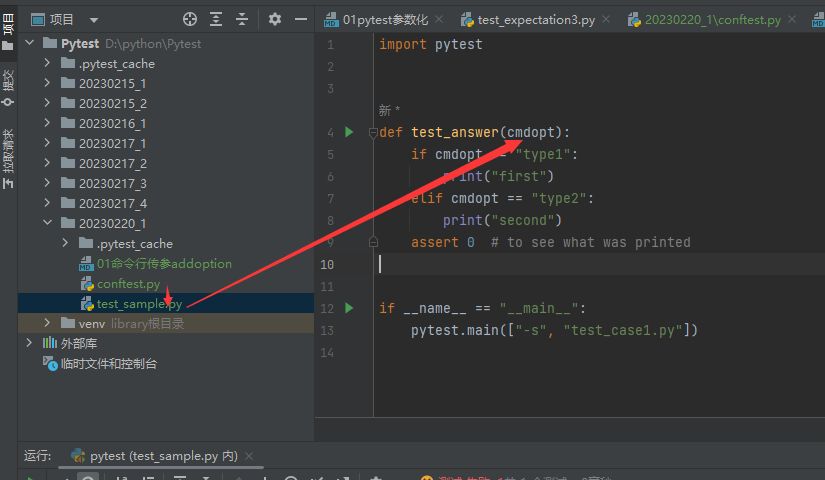 项目
01pytest参数化
test_expectation3.py
20230220_1\conftest.py
项目
提交
拉取请求
Pytest D:\python\Pytest
.pytest_cache
20230215_1
20230215_2
20230216_1
20230217_1
20230217_2
20230217_3
20230217_4
20230220_1
.pytest_cache
01命令行传参addoption
conftest.py
test_sample.py
venv library根目录
外部库
临时文件和控制台
1 import pytest
2
3
新 *
4 def test_answer(cmdopt):
5 if cmdopt == "type1":
6 print("first")
7 elif cmdopt == "type2":
8 print("second")
9 assert 0 # to see what was printed
10
11
12 if __name__ == "__main__":
13 pytest.main(["-s", "test_case1.py"])
14
运行:
pytest (test_sample.py 内)